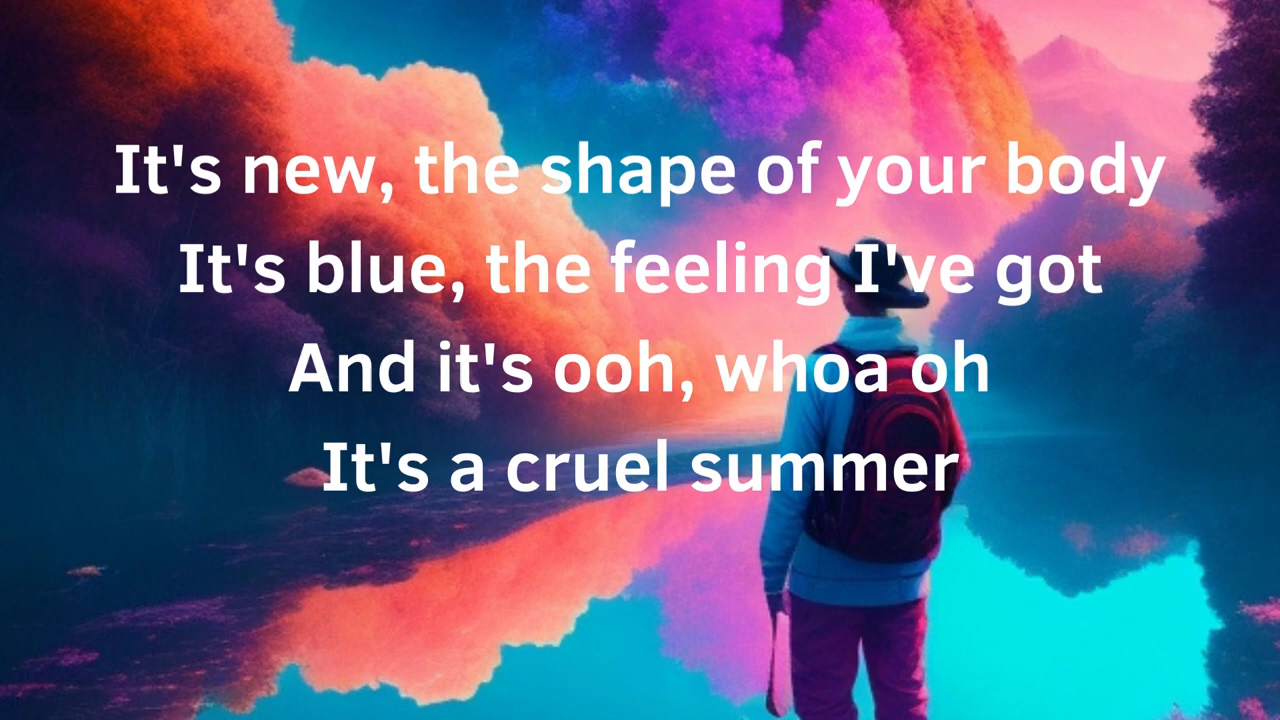 It's new, the shape of your body
It's blue, the feeling I've got
And it's ooh, whoa oh
It's a cruel summer